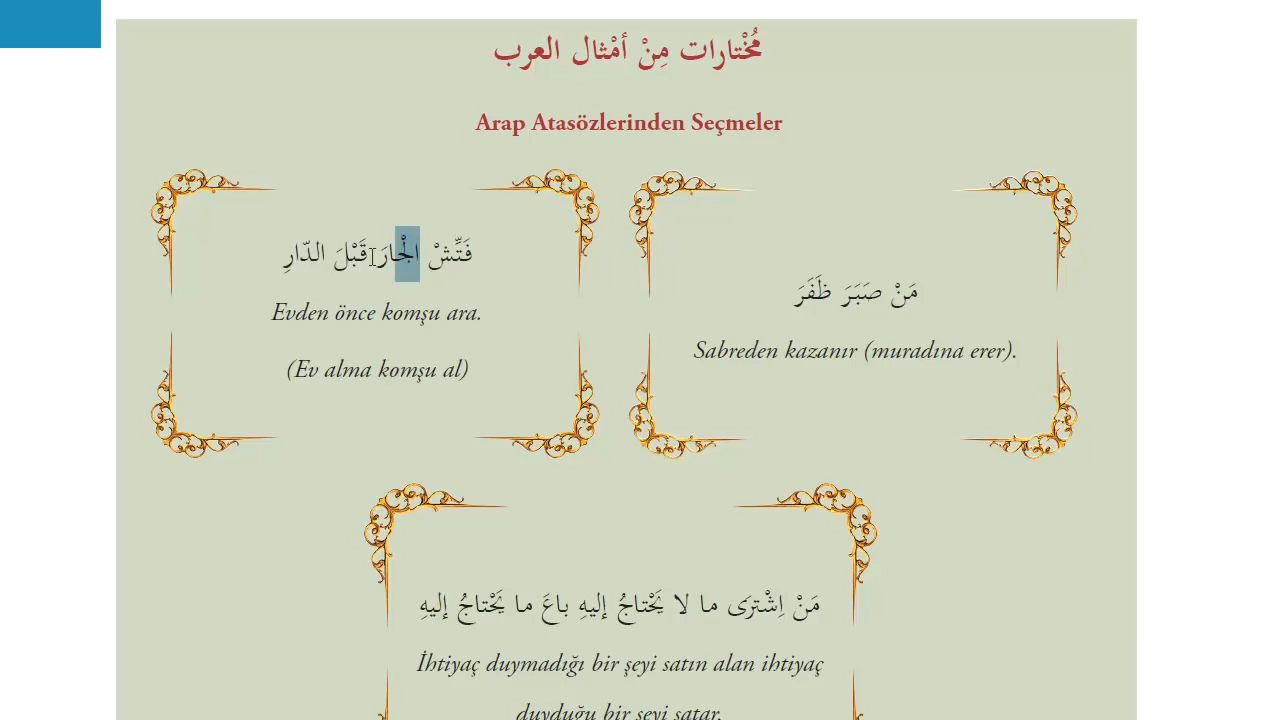 مُخْتارات مِنْ أمْثال العرب
Arap Atasözlerinden Seçmeler
مَنْ صَبَرَ ظَفَرَ
Sabreden kazanır (muradına erer).
فَتِّشْ الْجارَ قَبْلَ الدّارِ
Evden önce komşu ara.
(Ev alma komşu al)
مَنْ اِشْتَرَى ما لا يَحْتاجُ إليهِ باعَ ما يَحْتاجُ إليهِ
İhtiyaç duymadığı bir şeyi satın alan ihtiyaç
duyduğu bir şeyi satar.